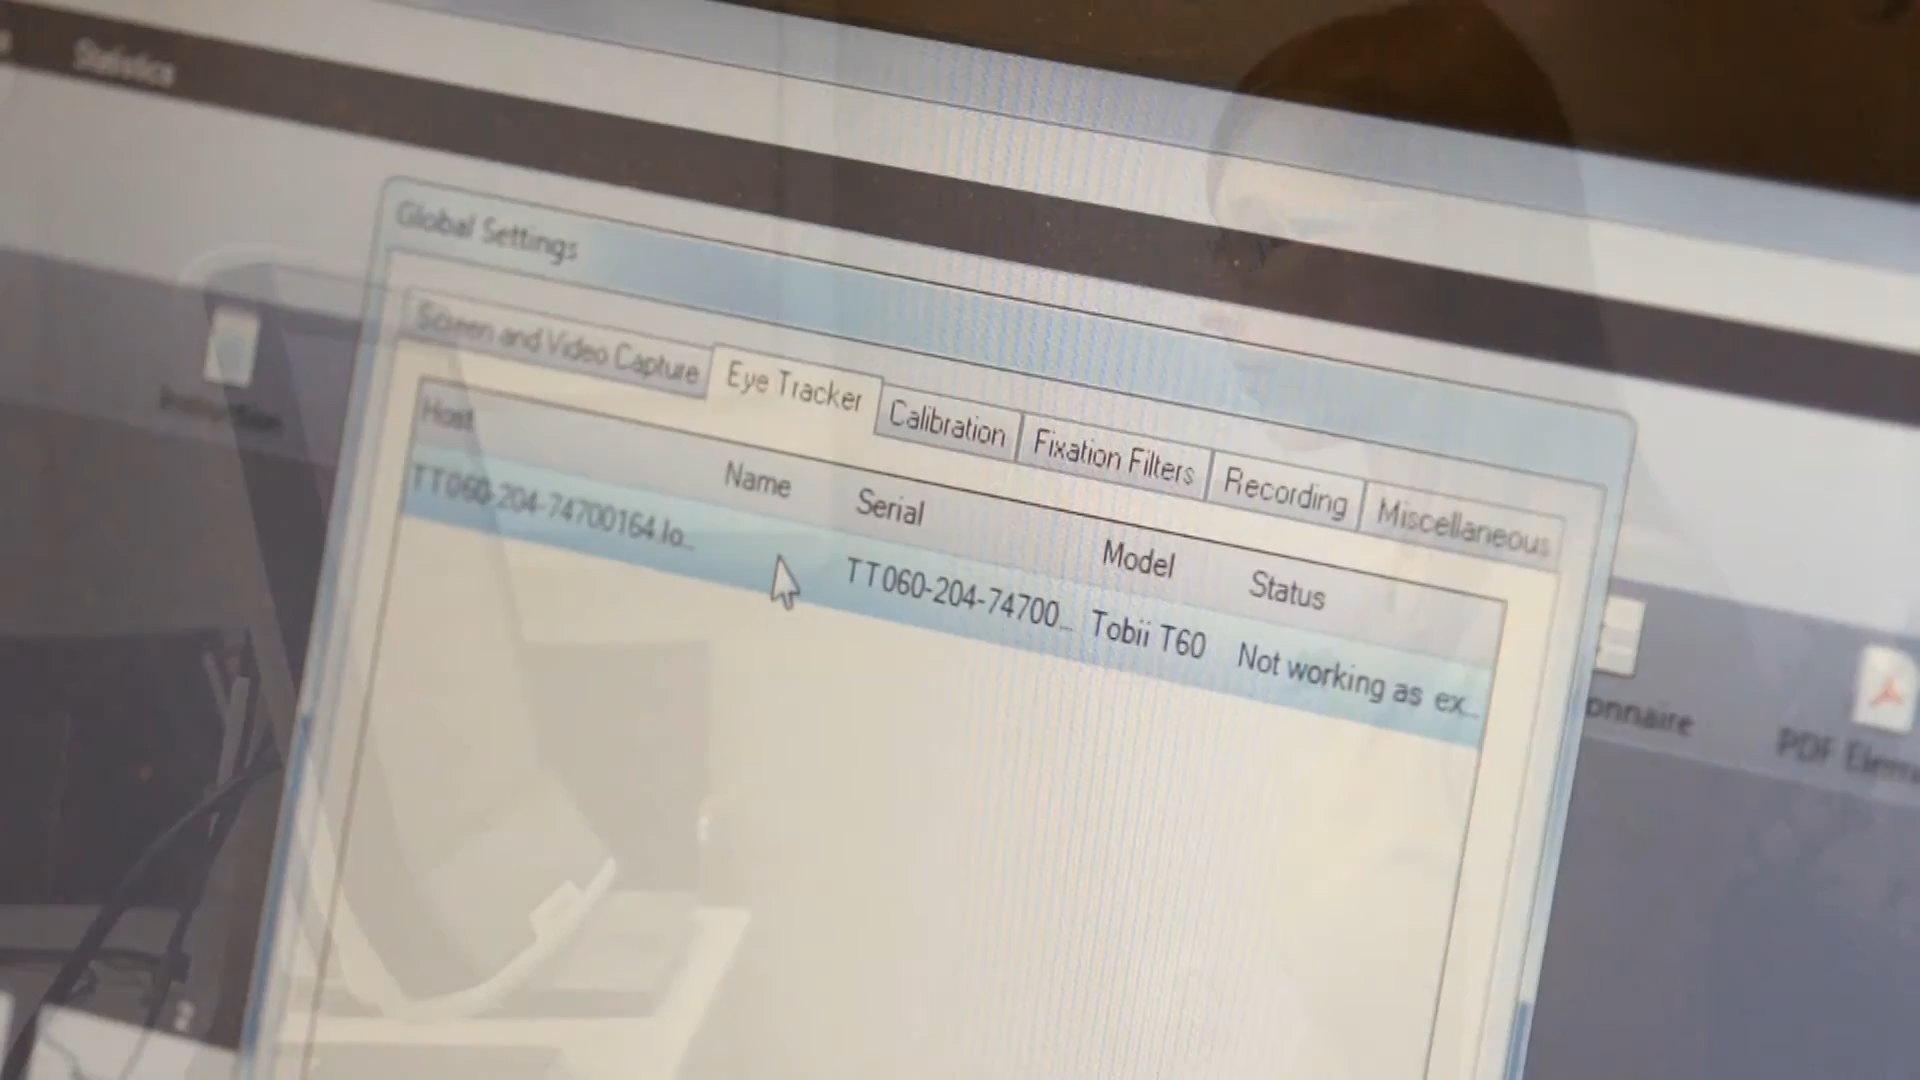 Statistics
Global Settings
Screen and Video Capture
Eye Tracker
Calibration
Fixation Filters
Recording
Miscellaneous
Host
Name
Serial
Model
Status
TT060-204-74700164.lo...
TT060-204-74700...
Tobii T60
Not working as ex...
onnaire
PDF Elem
2